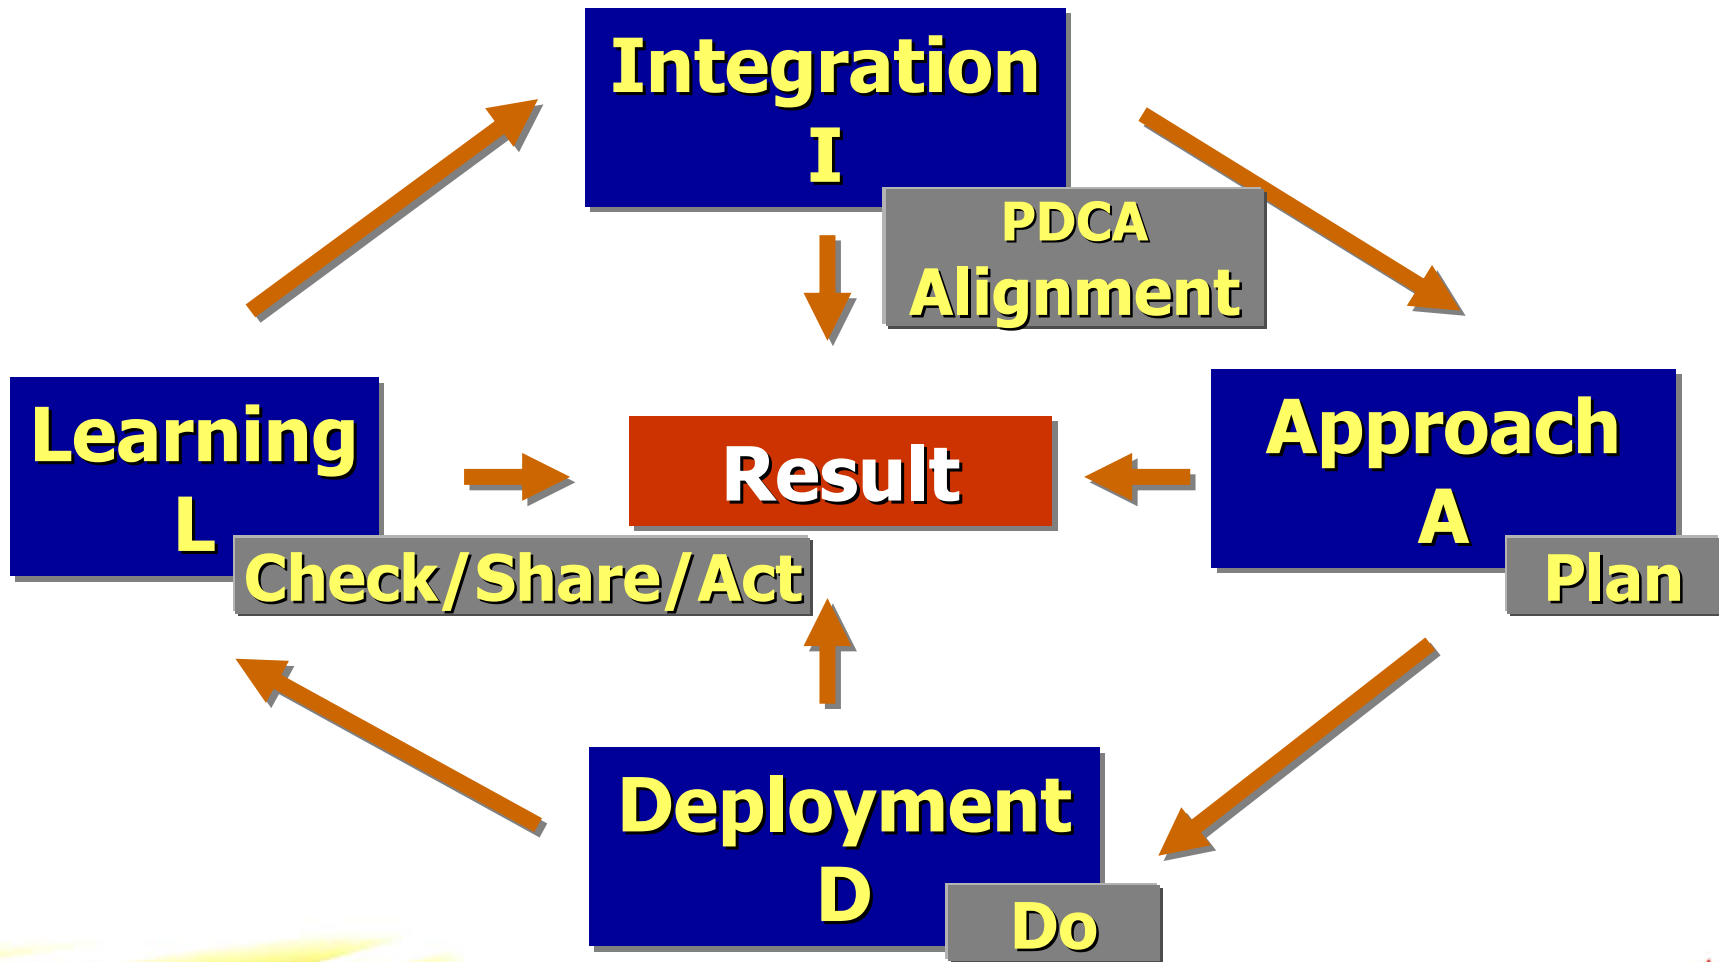 Integration
I
PDCA
Alignment
Learning
L
Check/Share/Act
Result
Approach
A
Plan
Deployment
D
Do